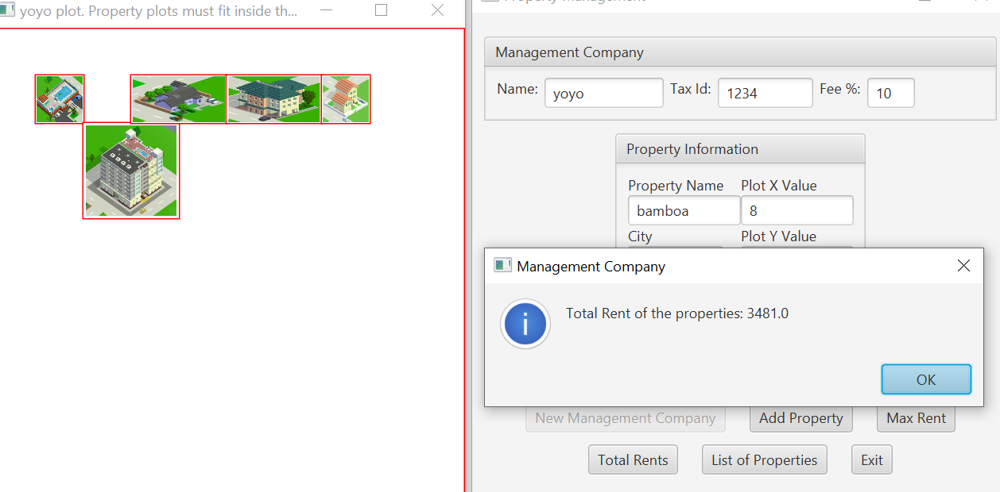 yoyo plot. Property plots must fit inside th...
Property Management
Management Company
Name: yoyo Tax Id: 1234 Fee %: 10
Property Information
Property Name Plot X Value
bamboa 8
City Plot Y Value
Management Company
Total Rent of the properties: 3481.0
OK
New Management Company Add Property Max Rent
Total Rents List of Properties Exit